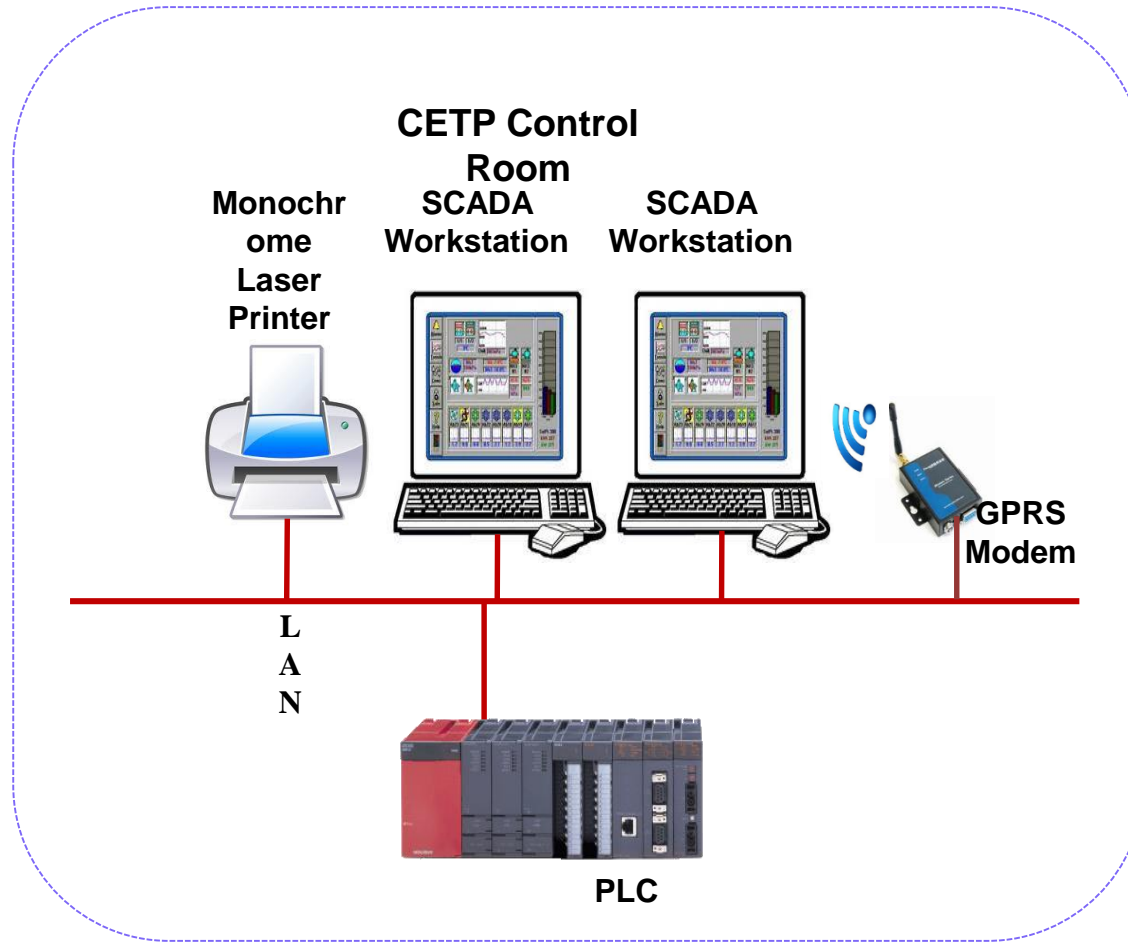 CETP Control
Room
Monochr
ome
Laser
Printer
SCADA
Workstation
SCADA
Workstation
GPRS
Modem
L
A
N
PLC